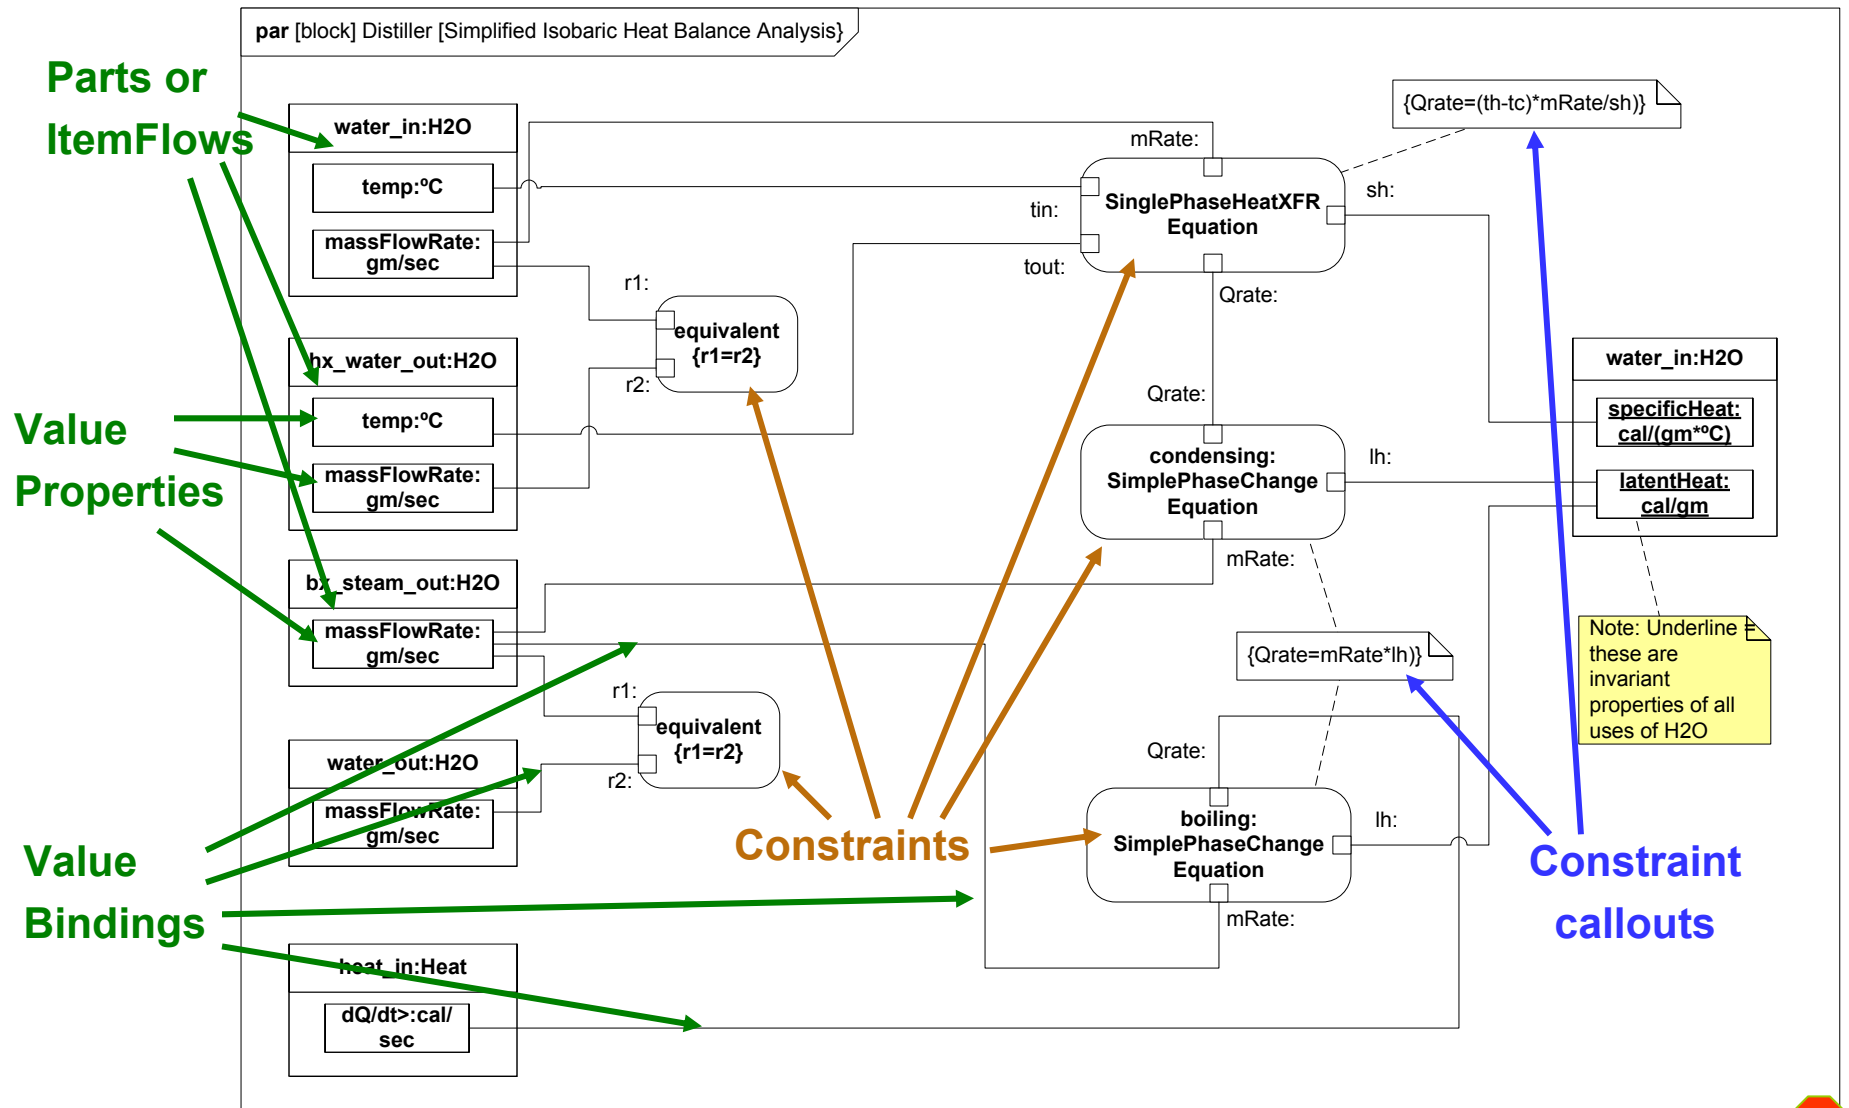 par [block] Distiller [Simplified Isobaric Heat Balance Analysis}
Parts or
ItemFlows
water_in:H2O
temp:ºC
massFlowRate:
gm/sec
mRate:
{Qrate=(th-tc)*mRate/sh)}
SinglePhaseHeatXFR
Equation
sh:
tin:
tout:
Qrate:
r1:
equivalent
{r1=r2}
r2:
hx_water_out:H2O
temp:ºC
massFlowRate:
gm/sec
Value
Properties
Qrate:
condensing:
SimplePhaseChange
Equation
lh:
mRate:
water_in:H2O
specificHeat:
cal/(gm*ºC)
latentHeat:
cal/gm
bx_steam_out:H2O
massFlowRate:
gm/sec
{Qrate=mRate*lh)}
Note: Underline =
these are
invariant
properties of all
uses of H2O
r1:
equivalent
{r1=r2}
r2:
water_out:H2O
massFlowRate:
gm/sec
Qrate:
boiling:
SimplePhaseChange
Equation
lh:
mRate:
Constraints
Constraint
callouts
Value
Bindings
heat_in:Heat
dQ/dt>:cal/
sec